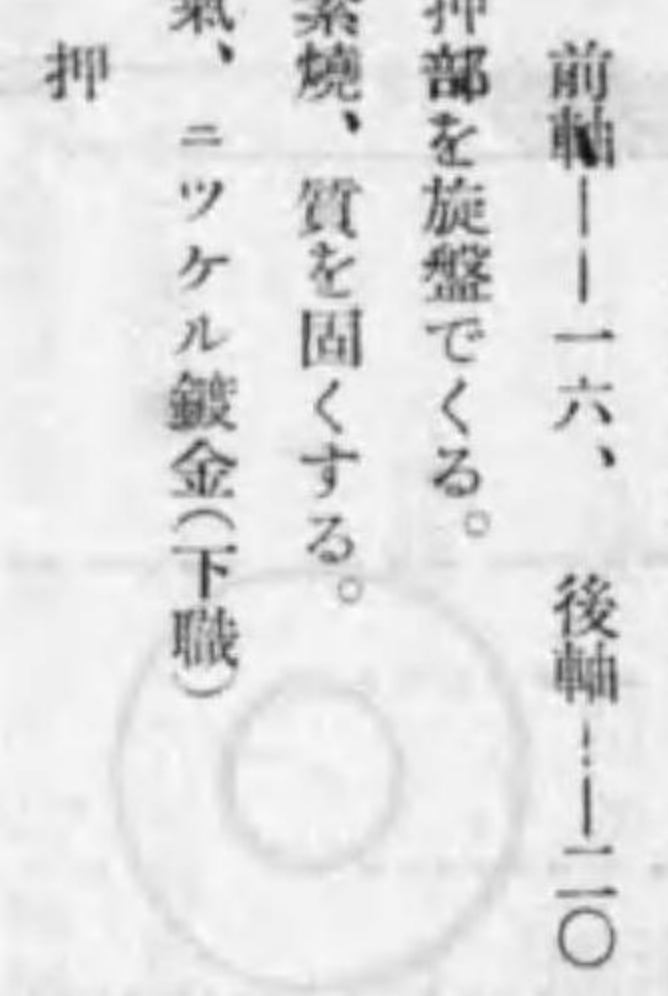 前軸——一六、　後軸——二〇
押部を旋盤でくる。
素燒、質を固くする。
氣、ニツケル鍍金(下職)
押